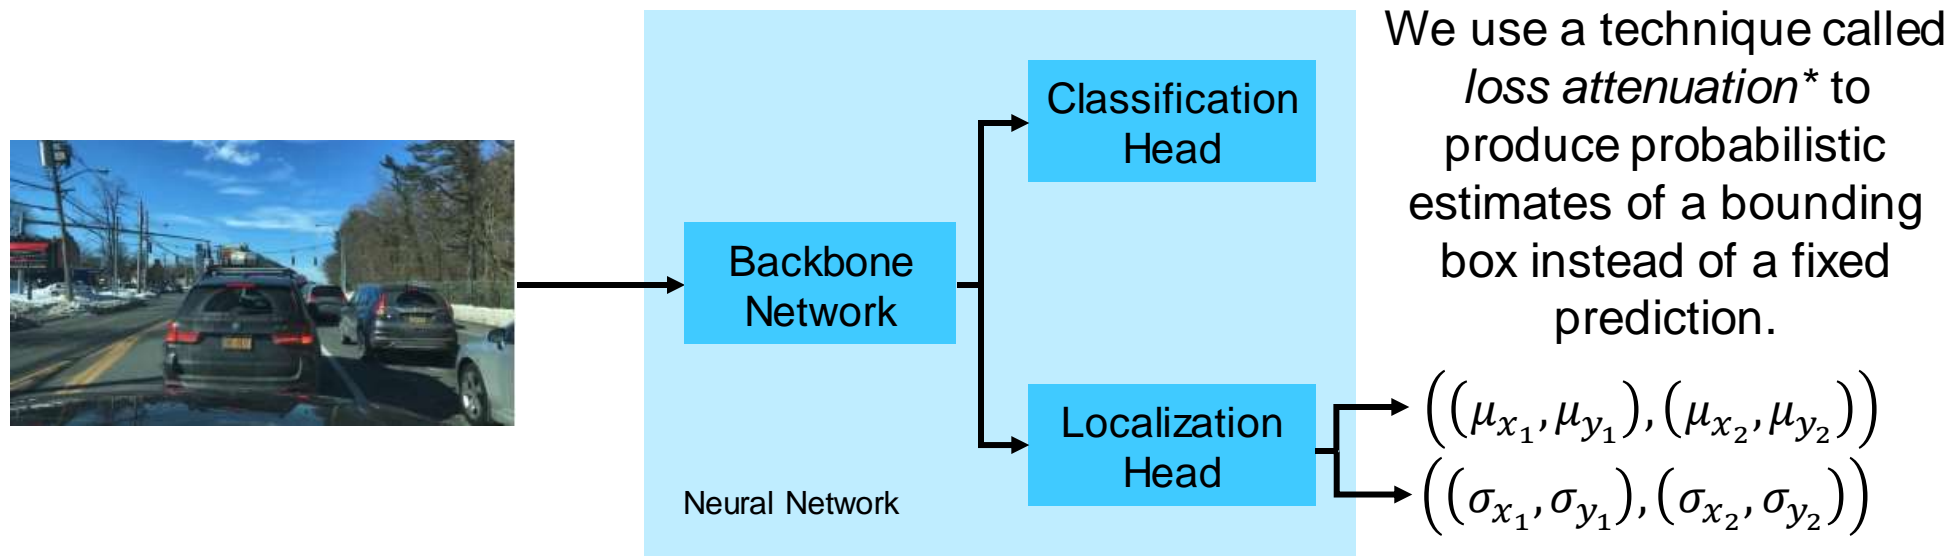 We use a technique called
loss attenuation* to
produce probabilistic
estimates of a bounding
box instead of a fixed
prediction.
Classification
Head
Backbone
Network
Localization
Head
Neural Network
((μx₁, μy₁), (μx₂, μy₂))
((σx₁, σy₁), (σx₂, σy₂))